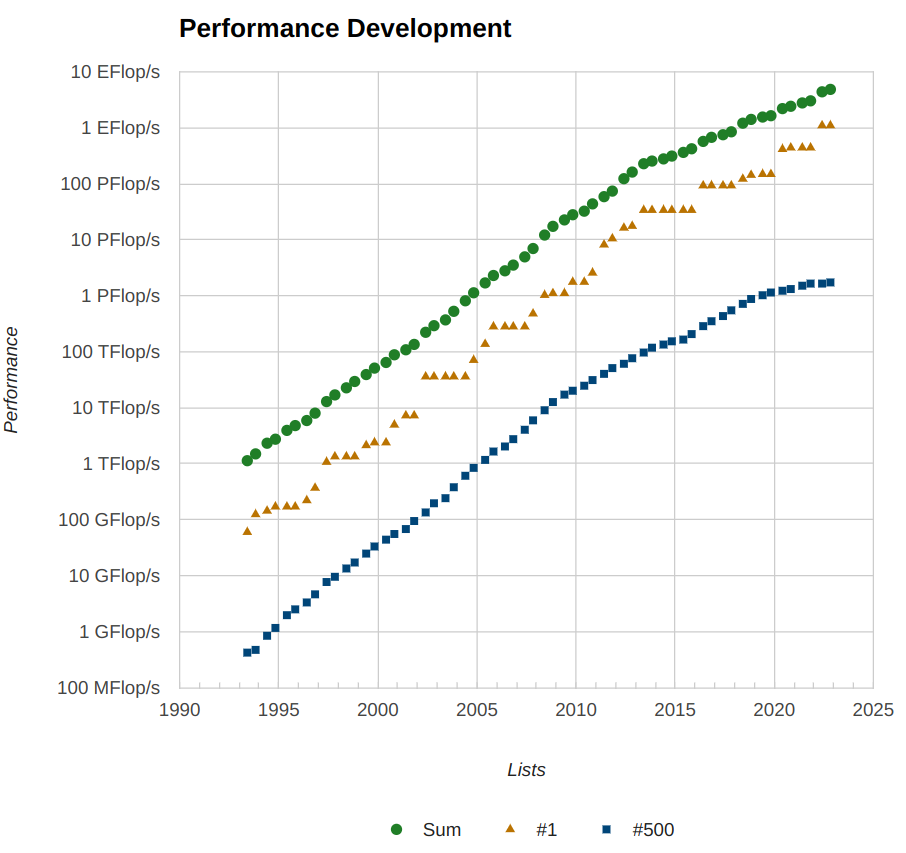 Performance Development
10 EFlop/s
1 EFlop/s
100 PFlop/s
10 PFlop/s
1 PFlop/s
100 TFlop/s
10 TFlop/s
1 TFlop/s
100 GFlop/s
10 GFlop/s
1 GFlop/s
100 MFlop/s
Performance
1990 1995 2000 2005 2010 2015 2020 2025
Lists
Sum #1 #500